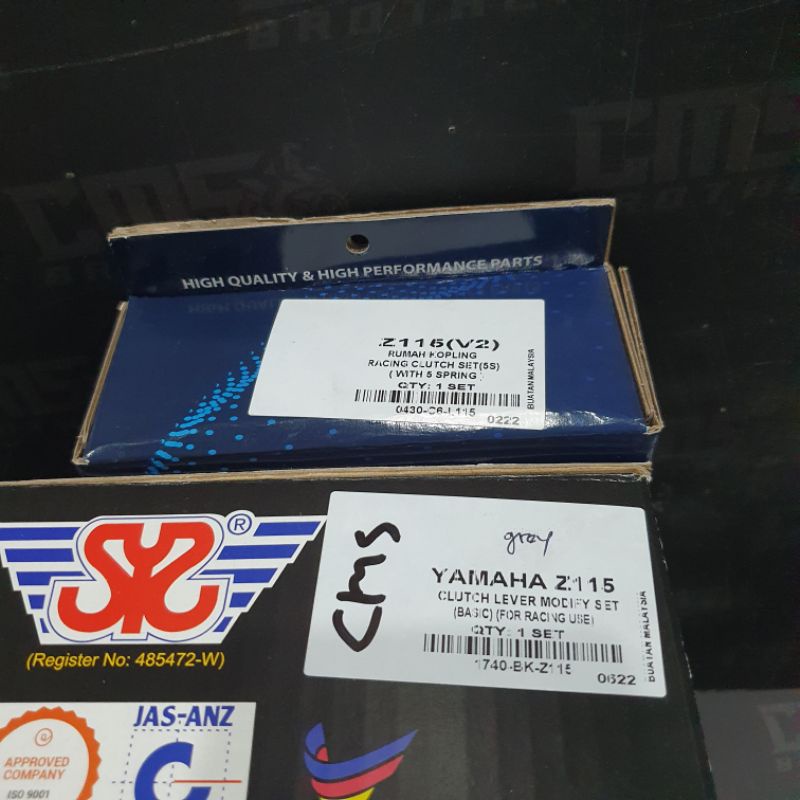 CMS
BROTHE
HIGH QUALITY & HIGH PERFORMANCE PARTS
Z115(V2)
RUMAH KOPLING
RACING CLUTCH SET(5S)
( WITH 5 SPRING )
QTY: 1 SET
0430-C6-L115
0222
BUATAN MALAYSIA
®
(Register No: 485472-W)
CMS
gray
YAMAHA Z115
CLUTCH LEVER MODIFY SET
(BASIC) (FOR RACING USE)
QTY: 1 SET
1740-BK-Z115
0622
BUATAN MALAYSIA
APPROVED
COMPANY
ISO 9001
JAS-ANZ